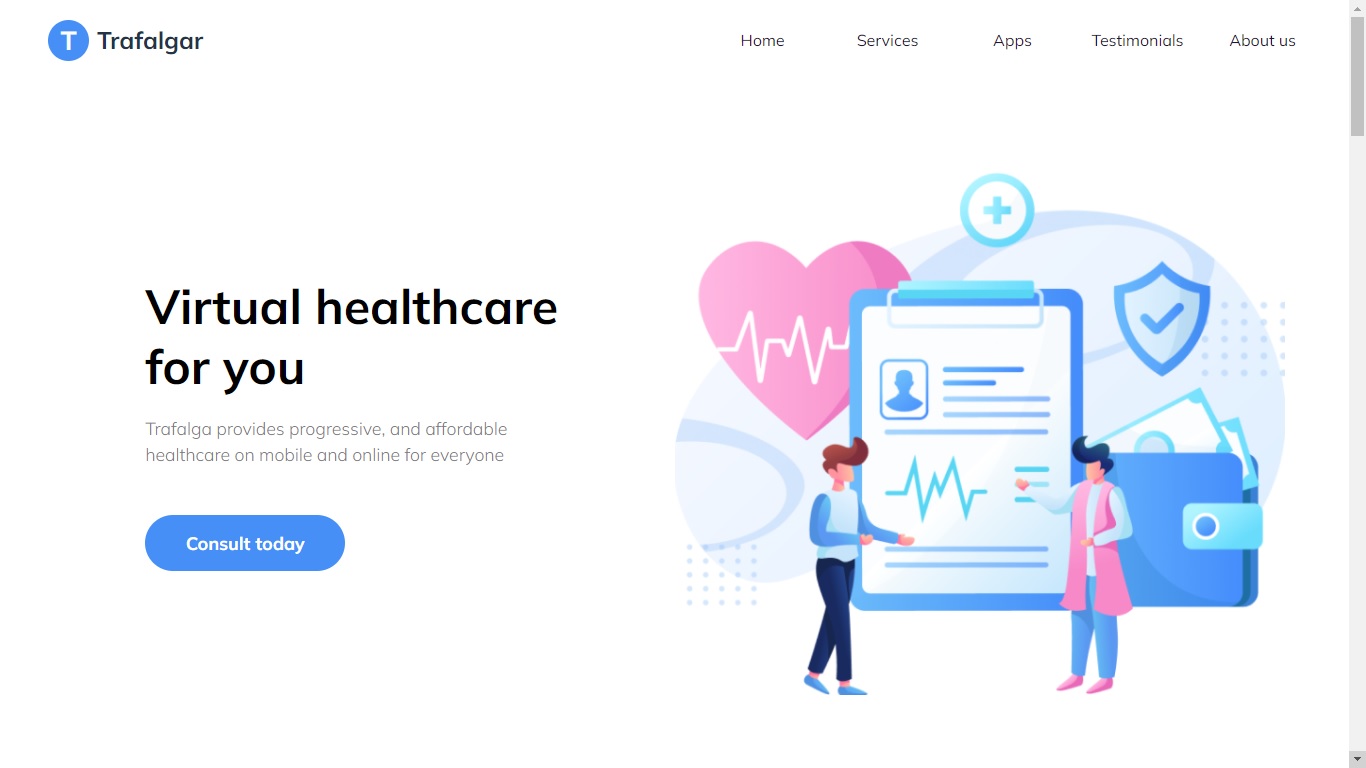 T Trafalgar
Home Services Apps Testimonials About us
Virtual healthcare
for you
Trafalga provides progressive, and affordable
healthcare on mobile and online for everyone
Consult today